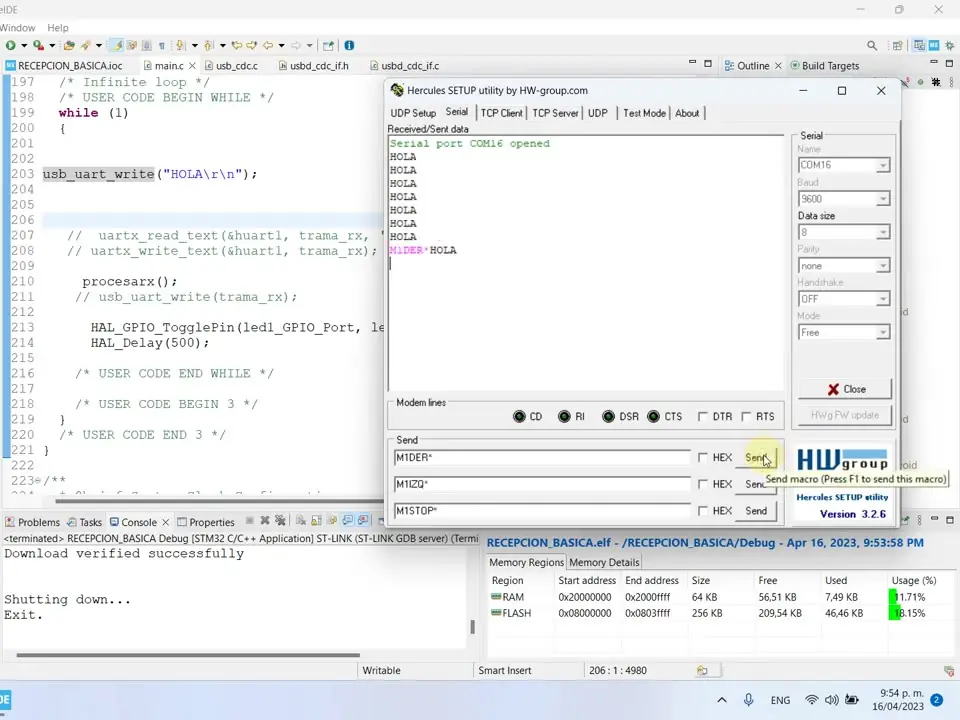 eIDE
Window Help
RECEPCION_BASICA.ioc main.c usb_cdc.c usbd_cdc_if.h usbd_cdc_if.c
Outline Build Targets
197 /* Infinite loop */
198 /* USER CODE BEGIN WHILE */
199 while (1)
200 {
201
202
203 usb_uart_write("HOLA\r\n");
204
205
206
207 // uartx_read_text(&huart1, trama_rx, "
208 // uartx_write_text(&huart1, trama_rx);
209
210 procesarx();
211 // usb_uart_write(trama_rx);
212
213 HAL_GPIO_TogglePin(led1_GPIO_Port, le
214 HAL_Delay(500);
215
216 /* USER CODE END WHILE */
217
218 /* USER CODE BEGIN 3 */
219 }
220 /* USER CODE END 3 */
221 }
222
223 /**
Hercules SETUP utility by HW-group.com
UDP Setup Serial TCP Client TCP Server UDP Test Mode About
Received/Sent data
Serial port COM16 opened
HOLA
HOLA
HOLA
HOLA
HOLA
HOLA
HOLA
M1DER*HOLA
Serial
Name
COM16
Baud
9600
Data size
8
Parity
none
Handshake
OFF
Mode
Free
Close
HWg FW update
Modem lines
CD RI DSR CTS DTR RTS
Send
M1DER* HEX Send
M1IZQ* HEX Send
M1STOP* HEX Send
Send macro (Press F1 to send this macro)
HWgroup
Hercules SETUP utility
Version 3.2.6
oid
Problems Tasks Console Properties
<terminated> RECEPCION_BASICA Debug [STM32 C/C++ Application] ST-LINK (ST-LINK GDB server) (Termi
Download verified successfully
Shutting down...
Exit.
RECEPCION_BASICA.elf - /RECEPCION_BASICA/Debug - Apr 16, 2023, 9:53:58 PM
Memory Regions Memory Details
Region Start address End address Size Free Used Usage (%)
RAM 0x20000000 0x2000ffff 64 KB 56,51 KB 7,49 KB 11.71%
FLASH 0x08000000 0x0803ffff 256 KB 209,54 KB 46,46 KB 18.15%
Writable Smart Insert 206 : 1 : 4980
DE
ENG
9:54 p. m.
16/04/2023
2